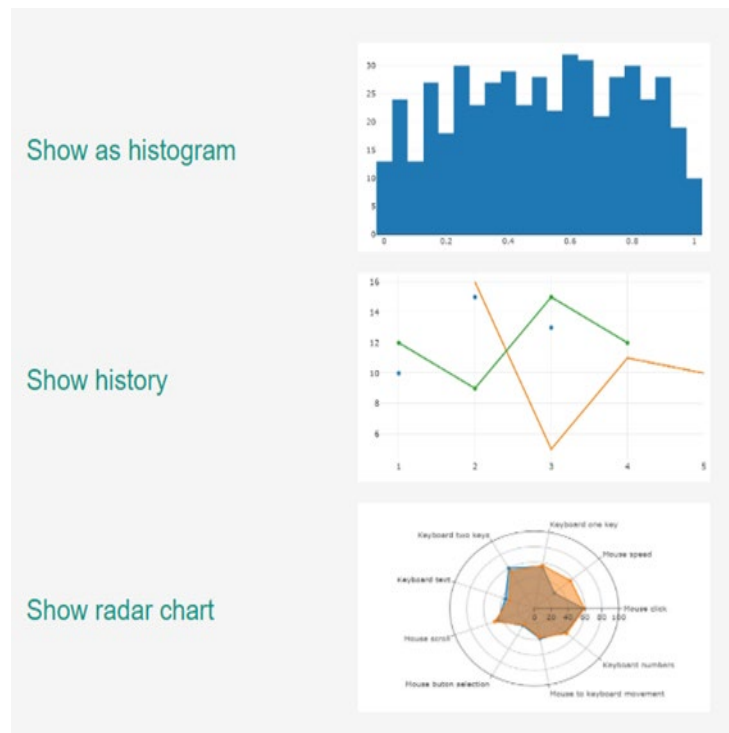 Show as histogram
30
25
20
15
10
5
0
0 0.2 0.4 0.6 0.8 1
Show history
16
14
12
10
8
6
1 2 3 4 5
Show radar chart
Keyboard one key
Keyboard two keys
Mouse speed
Keyboard text
Mouse click
0 20 40 60 80 100
Mouse scroll
Keyboard numbers
Mouse buton selection
Mouse to keyboard movement